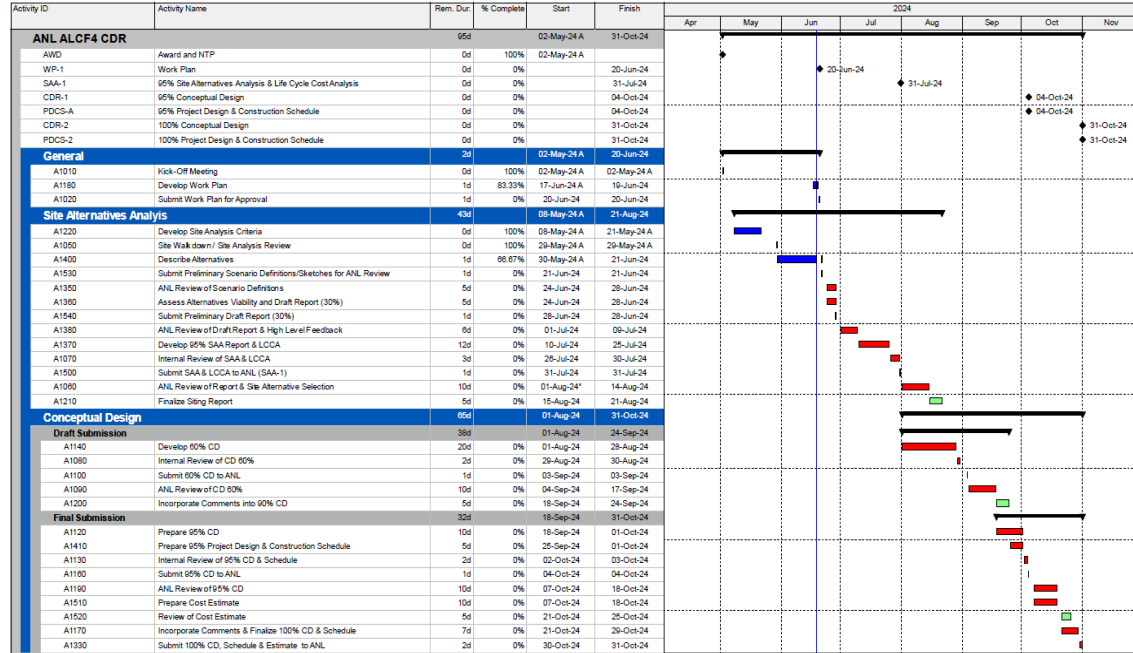 Activity ID Activity Name Rem. Dur. % Complete Start Finish 2024
Apr May Jun Jul Aug Sep Oct Nov
ANL ALCF4 CDR 95d 02-May-24 A 31-Oct-24
AWD Award and NTP 0d 100% 02-May-24 A
WP-1 Work Plan 0d 0% 20-Jun-24 20-Jun-24
SAA-1 95% Site Alternatives Analysis & Life Cycle Cost Analysis 0d 0% 31-Jul-24 31-Jul-24
CDR-1 95% Conceptual Design 0d 0% 04-Oct-24 04-Oct-24
PDCS-A 95% Project Design & Construction Schedule 0d 0% 04-Oct-24 04-Oct-24
CDR-2 100% Conceptual Design 0d 0% 31-Oct-24 31-Oct-24
PDCS-2 100% Project Design & Construction Schedule 0d 0% 31-Oct-24 31-Oct-24
General 2d 02-May-24 A 20-Jun-24
A1010 Kick-Off Meeting 0d 100% 02-May-24 A 02-May-24 A
A1180 Develop Work Plan 1d 83.33% 17-Jun-24 A 19-Jun-24
A1020 Submit Work Plan for Approval 1d 0% 20-Jun-24 20-Jun-24
Site Alternatives Analyis 43d 08-May-24 A 21-Aug-24
A1220 Develop Site Analysis Criteria 0d 100% 08-May-24 A 21-May-24 A
A1050 Site Walkdown / Site Analysis Review 0d 100% 29-May-24 A 29-May-24 A
A1400 Describe Alternatives 1d 66.67% 30-May-24 A 21-Jun-24
A1530 Submit Preliminary Scenario Definitions/Sketches for ANL Review 1d 0% 21-Jun-24 21-Jun-24
A1350 ANL Review of Scenario Definitions 5d 0% 24-Jun-24 28-Jun-24
A1360 Assess Alternatives Viability and Draft Report (30%) 5d 0% 24-Jun-24 28-Jun-24
A1540 Submit Preliminary Draft Report (30%) 1d 0% 28-Jun-24 28-Jun-24
A1380 ANL Review of Draft Report & High Level Feedback 6d 0% 01-Jul-24 09-Jul-24
A1370 Develop 95% SAA Report & LCCA 12d 0% 10-Jul-24 25-Jul-24
A1070 Internal Review of SAA & LCCA 3d 0% 26-Jul-24 30-Jul-24
A1500 Submit SAA & LCCA to ANL (SAA-1) 1d 0% 31-Jul-24 31-Jul-24
A1060 ANL Review of Report & Site Alternative Selection 10d 0% 01-Aug-24* 14-Aug-24
A1210 Finalize Siting Report 5d 0% 15-Aug-24 21-Aug-24
Conceptual Design 65d 01-Aug-24 31-Oct-24
Draft Submission 38d 01-Aug-24 24-Sep-24
A1140 Develop 60% CD 20d 0% 01-Aug-24 28-Aug-24
A1080 Internal Review of CD 60% 2d 0% 29-Aug-24 30-Aug-24
A1100 Submit 60% CD to ANL 1d 0% 03-Sep-24 03-Sep-24
A1090 ANL Review of CD 60% 10d 0% 04-Sep-24 17-Sep-24
A1200 Incorporate Comments into 90% CD 5d 0% 18-Sep-24 24-Sep-24
Final Submission 32d 18-Sep-24 31-Oct-24
A1120 Prepare 95% CD 10d 0% 18-Sep-24 01-Oct-24
A1410 Prepare 95% Project Design & Construction Schedule 5d 0% 25-Sep-24 01-Oct-24
A1130 Internal Review of 95% CD & Schedule 2d 0% 02-Oct-24 03-Oct-24
A1160 Submit 95% CD to ANL 1d 0% 04-Oct-24 04-Oct-24
A1190 ANL Review of 95% CD 10d 0% 07-Oct-24 18-Oct-24
A1510 Prepare Cost Estimate 10d 0% 07-Oct-24 18-Oct-24
A1520 Review of Cost Estimate 5d 0% 21-Oct-24 25-Oct-24
A1170 Incorporate Comments & Finalize 100% CD & Schedule 7d 0% 21-Oct-24 29-Oct-24
A1330 Submit 100% CD, Schedule & Estimate to ANL 2d 0% 30-Oct-24 31-Oct-24